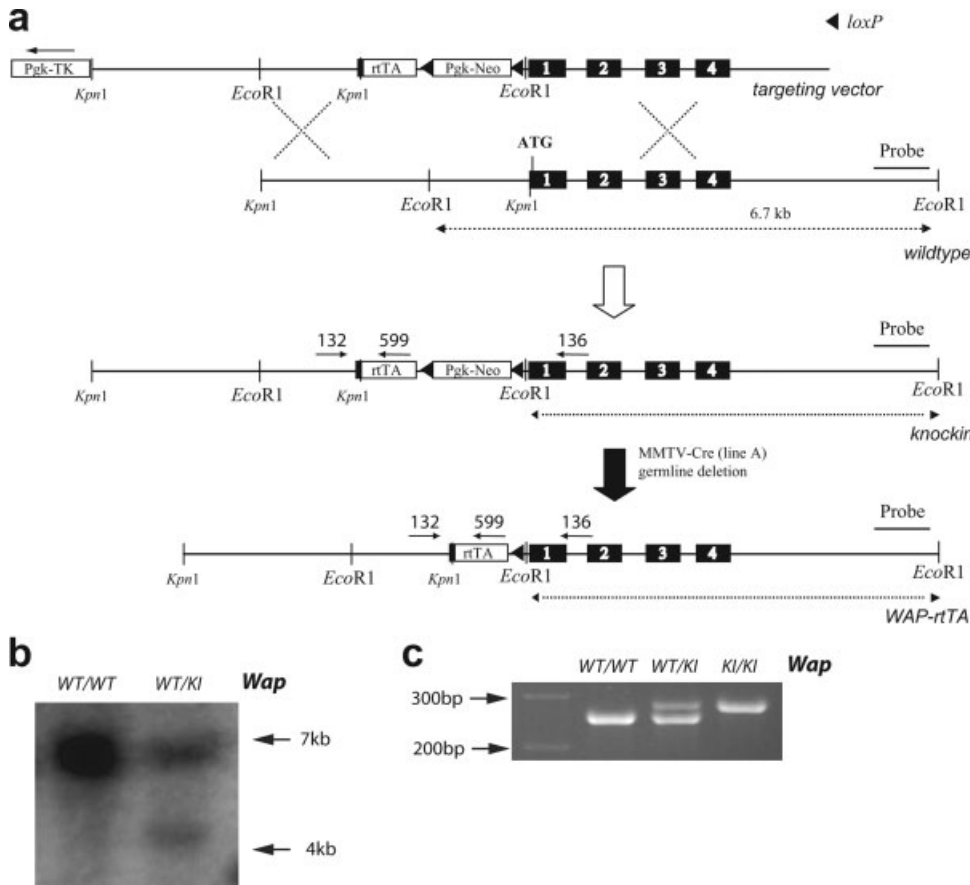 a
loxP
Pgk-TK rtTA Pgk-Neo 1 2 3 4
Kpn1 EcoR1 Kpn1 EcoR1 targeting vector
ATG
Probe
1 2 3 4
Kpn1 EcoR1 Kpn1 EcoR1
6.7 kb
wildtype
132 599 136
Probe
rtTA Pgk-Neo 1 2 3 4
Kpn1 EcoR1 Kpn1 EcoR1 EcoR1
knockin
MMTV-Cre (line A)
germline deletion
132 599 136
Probe
rtTA 1 2 3 4
Kpn1 EcoR1 Kpn1 EcoR1 EcoR1
WAP-rtTA
b
WT/WT WT/KI Wap
7kb
4kb
c
WT/WT WT/KI KI/KI Wap
300bp
200bp